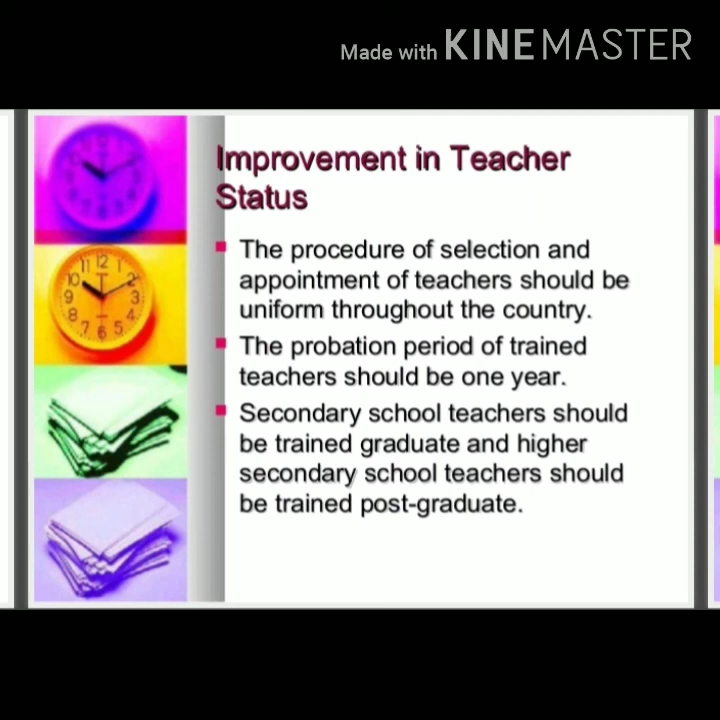 Made with KINEMASTER
Improvement in Teacher
Status
The procedure of selection and
appointment of teachers should be
uniform throughout the country.
The probation period of trained
teachers should be one year.
Secondary school teachers should
be trained graduate and higher
secondary school teachers should
be trained post-graduate.